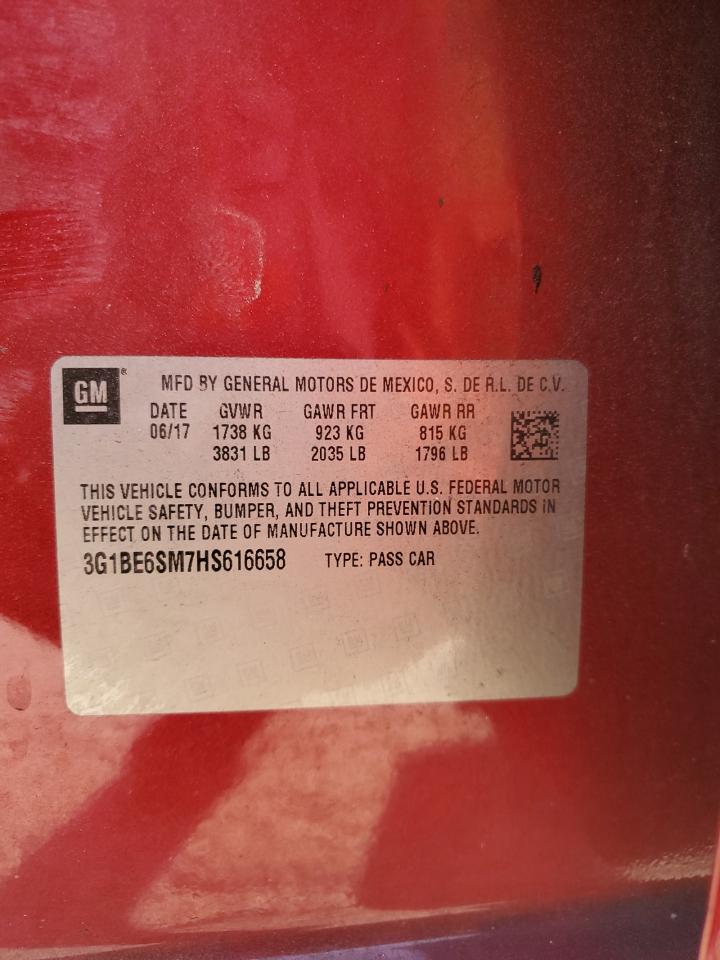 GM®
MFD BY GENERAL MOTORS DE MEXICO, S. DE R.L. DE C.V.
DATE GVWR GAWR FRT GAWR RR
06/17 1738 KG 923 KG 815 KG
3831 LB 2035 LB 1796 LB
THIS VEHICLE CONFORMS TO ALL APPLICABLE U.S. FEDERAL MOTOR
VEHICLE SAFETY, BUMPER, AND THEFT PREVENTION STANDARDS IN
EFFECT ON THE DATE OF MANUFACTURE SHOWN ABOVE.
3G1BE6SM7HS616658 TYPE: PASS CAR